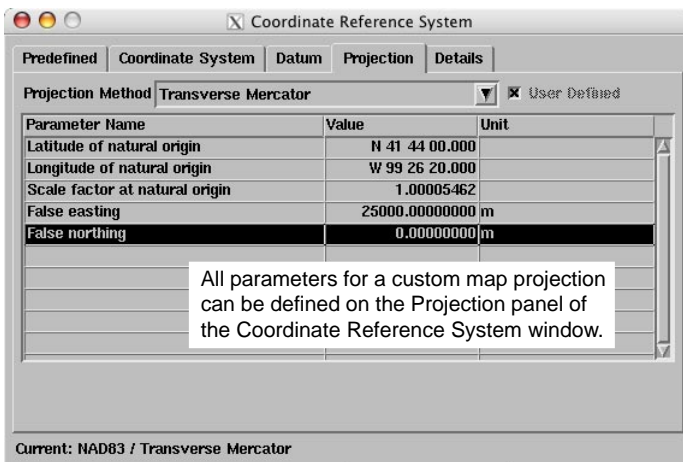 X Coordinate Reference System
Predefined Coordinate System Datum Projection Details
Projection Method Transverse Mercator User Defined
Parameter Name Value Unit
Latitude of natural origin N 41 44 00.000
Longitude of natural origin W 99 26 20.000
Scale factor at natural origin 1.00005462
False easting 25000.00000000 m
False northing 0.00000000 m
All parameters for a custom map projection
can be defined on the Projection panel of
the Coordinate Reference System window.
Current: NAD83 / Transverse Mercator